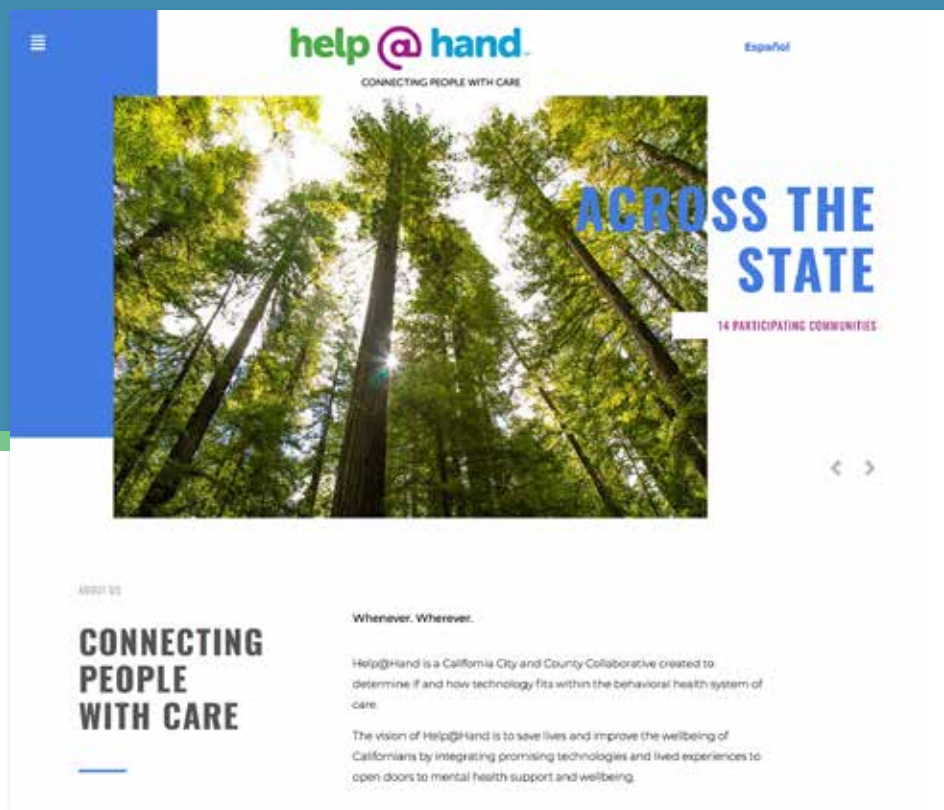 help @ hand
Español
CONNECTING PEOPLE WITH CARE
ACROSS THE
STATE
14 PARTICIPATING COMMUNITIES
ABOUT US
CONNECTING
PEOPLE
WITH CARE
Whenever. Wherever.
Help@Hand is a California City and County Collaborative created to
determine if and how technology fits within the behavioral health system of
care.
The vision of Help@Hand is to save lives and improve the wellbeing of
Californians by integrating promising technologies and lived experiences to
open doors to mental health support and wellbeing.